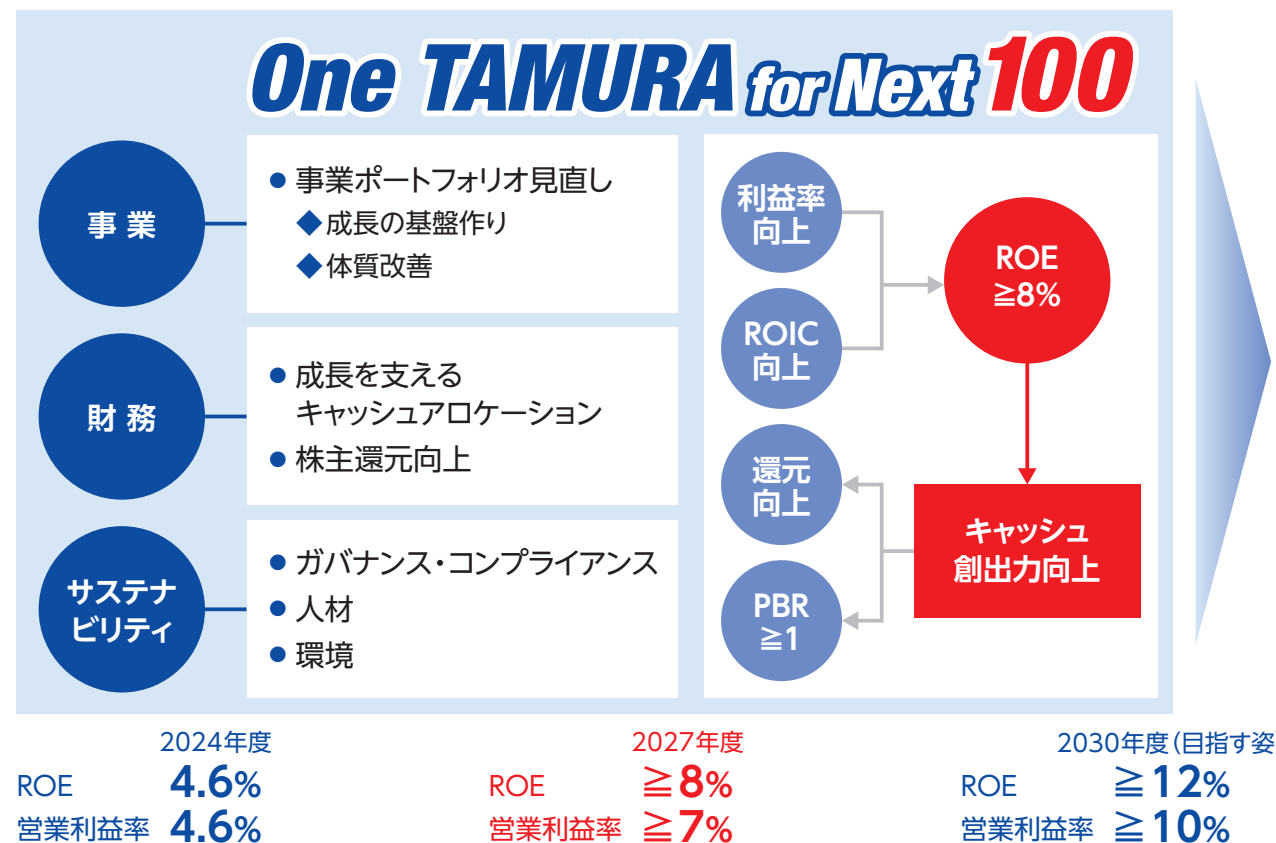 One TAMURA for Next 100
事業
● 事業ポートフォリオ見直し
◆成長の基盤作り
◆体質改善
財務
● 成長を支える
キャッシュアロケーション
● 株主還元向上
サステナ
ビリティ
● ガバナンス・コンプライアンス
● 人材
● 環境
利益率
向上
ROIC
向上
ROE
≧8%
還元
向上
PBR
≧1
キャッシュ
創出力向上
2024年度
ROE 4.6%
営業利益率 4.6%
2027年度
ROE ≧8%
営業利益率 ≧7%
2030年度(目指す姿
ROE ≧12%
営業利益率 ≧10%